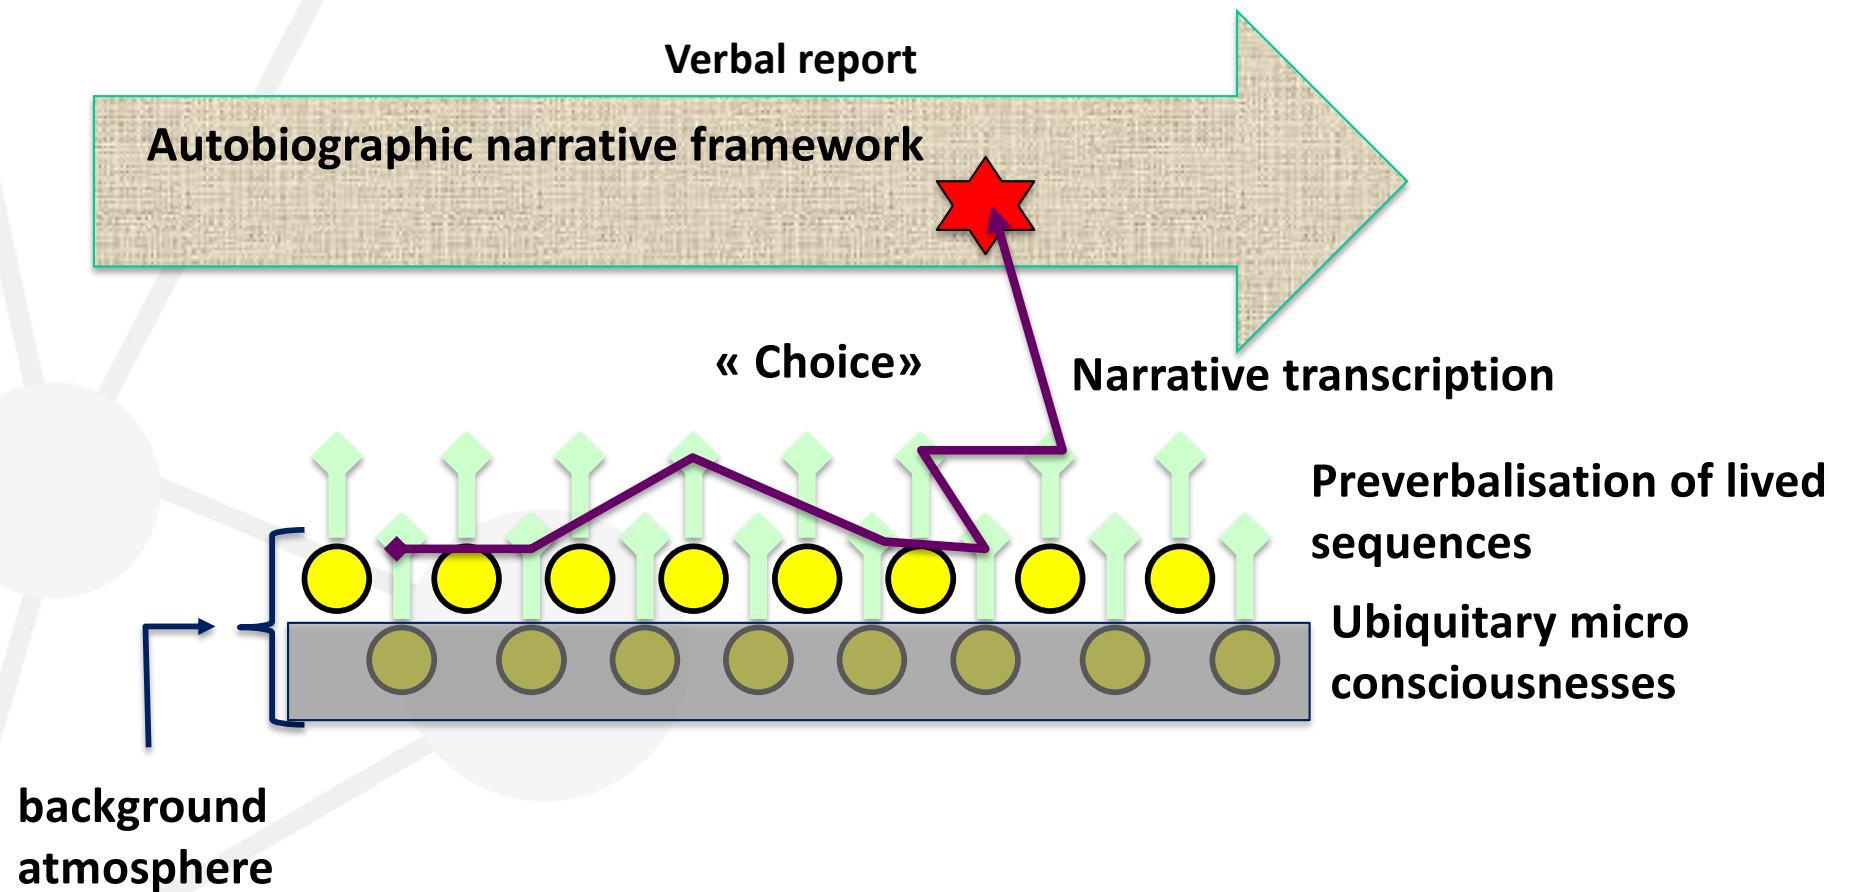 Verbal report
Autobiographic narrative framework
« Choice»
Narrative transcription
Preverbalisation of lived
sequences
Ubiquitary micro
consciousnesses
background
atmosphere